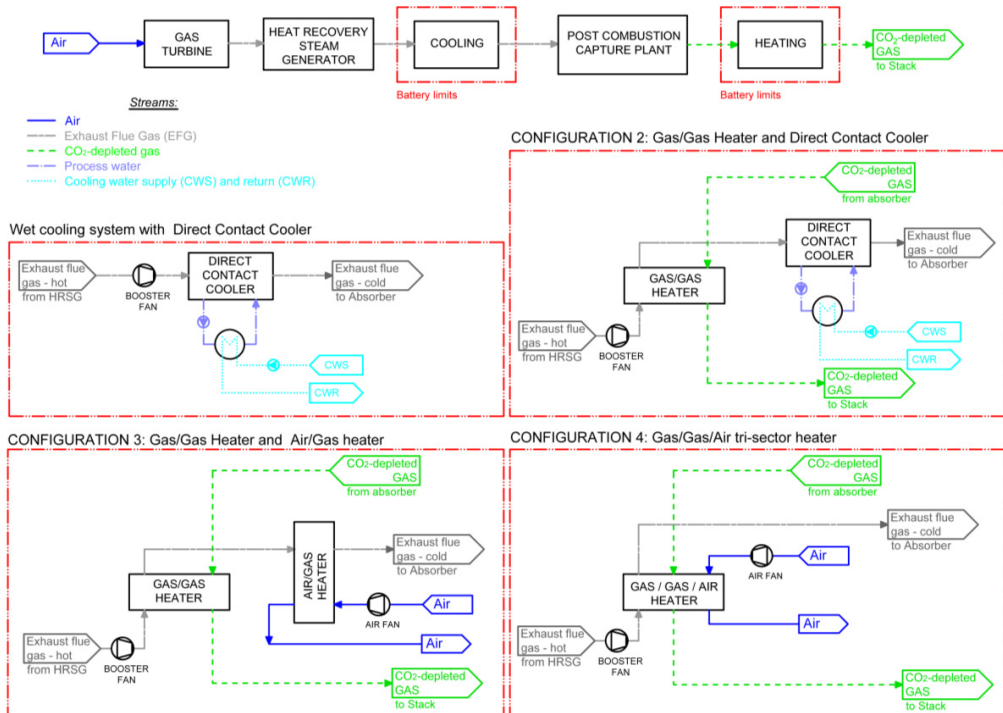 Air
GAS
TURBINE
HEAT RECOVERY
STEAM
GENERATOR
COOLING
Battery limits
POST COMBUSTION
CAPTURE PLANT
HEATING
Battery limits
CO₂-depleted
GAS
to Stack
Streams:
Air
Exhaust Flue Gas (EFG)
CO₂-depleted gas
Process water
Cooling water supply (CWS) and return (CWR)
Wet cooling system with Direct Contact Cooler
Exhaust flue
gas - hot
from HRSG
BOOSTER
FAN
DIRECT
CONTACT
COOLER
Exhaust flue
gas - cold
to Absorber
CWS
CWR
CONFIGURATION 2: Gas/Gas Heater and Direct Contact Cooler
CO₂-depleted
GAS
from absorber
DIRECT
CONTACT
COOLER
Exhaust flue
gas - cold
to Absorber
GAS/GAS
HEATER
Exhaust flue
gas - hot
from HRSG
BOOSTER
FAN
CWS
CWR
CO₂-depleted
GAS
to Stack
CONFIGURATION 3: Gas/Gas Heater and Air/Gas heater
CO₂-depleted
GAS
from absorber
Exhaust flue
gas - cold
to Absorber
GAS/GAS
HEATER
AIR/GAS
HEATER
Air
AIR FAN
Air
Exhaust flue
gas - hot
from HRSG
BOOSTER
FAN
CO₂-depleted
GAS
to Stack
CONFIGURATION 4: Gas/Gas/Air tri-sector heater
CO₂-depleted
GAS
from absorber
Exhaust flue
gas - cold
to Absorber
Air
AIR FAN
GAS / GAS / AIR
HEATER
Air
Exhaust flue
gas - hot
from HRSG
BOOSTER
FAN
CO₂-depleted
GAS
to Stack